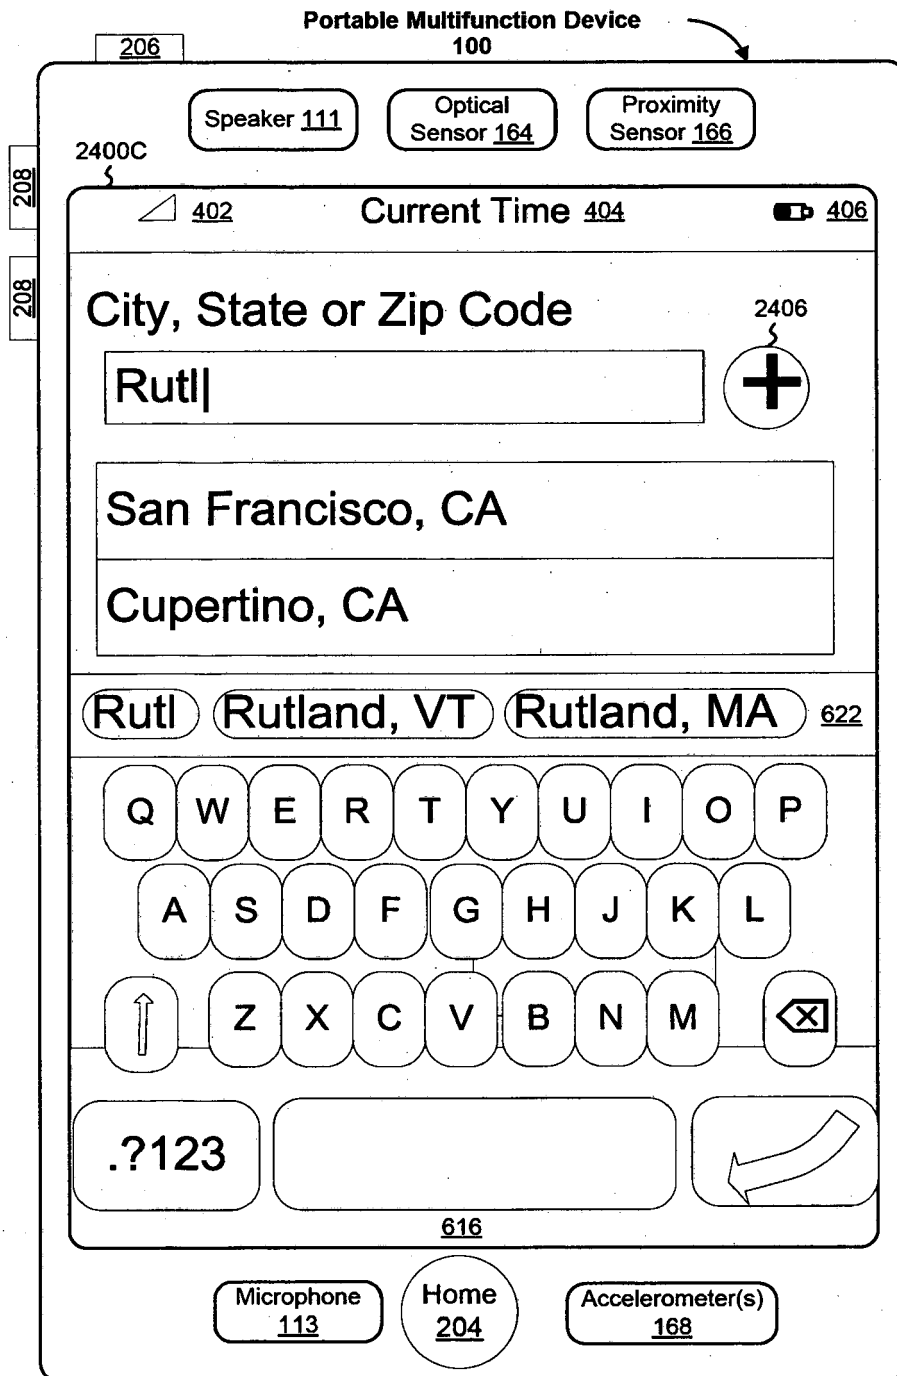 Portable Multifunction Device
100
206
Speaker 111
Optical
Sensor 164
Proximity
Sensor 166
2400C
208
208
402
Current Time 404
406
City, State or Zip Code
2406
Rutl
San Francisco, CA
Cupertino, CA
Rutl Rutland, VT Rutland, MA 622
Q W E R T Y U I O P
A S D F G H J K L
Z X C V B N M
.?123
616
Microphone
113
Home
204
Accelerometer(s)
168